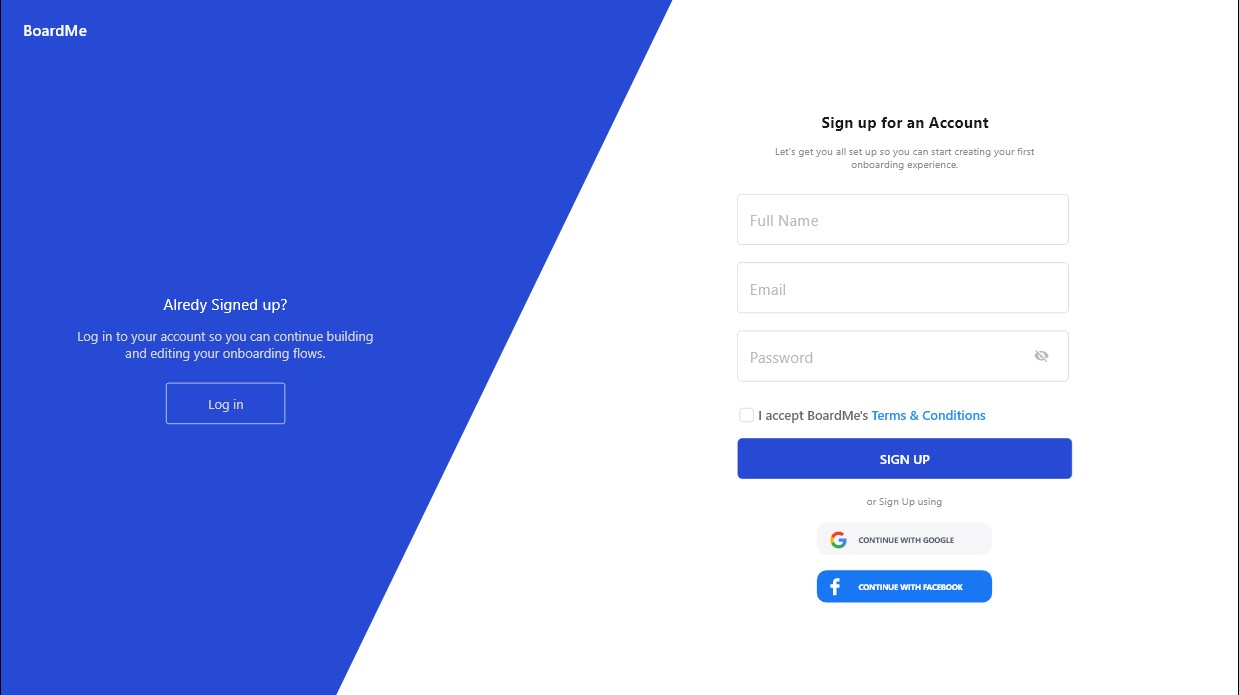 BoardMe
Alredy Signed up?
Log in to your account so you can continue building
and editing your onboarding flows.
Log in
Sign up for an Account
Let's get you all set up so you can start creating your first
onboarding experience.
Full Name
Email
Password
I accept BoardMe's Terms & Conditions
SIGN UP
or Sign Up using
CONTINUE WITH GOOGLE
CONTINUE WITH FACEBOOK